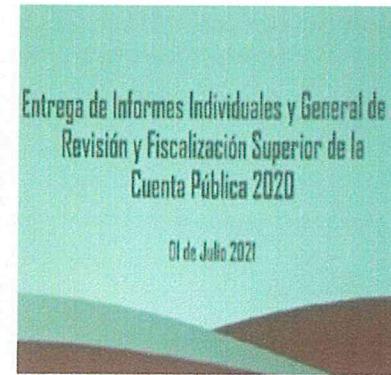 Entrega de Informes Individuales y General de
Revisión y Fiscalización Superior de la
Cuenta Pública 2020
01 de Julio 2021